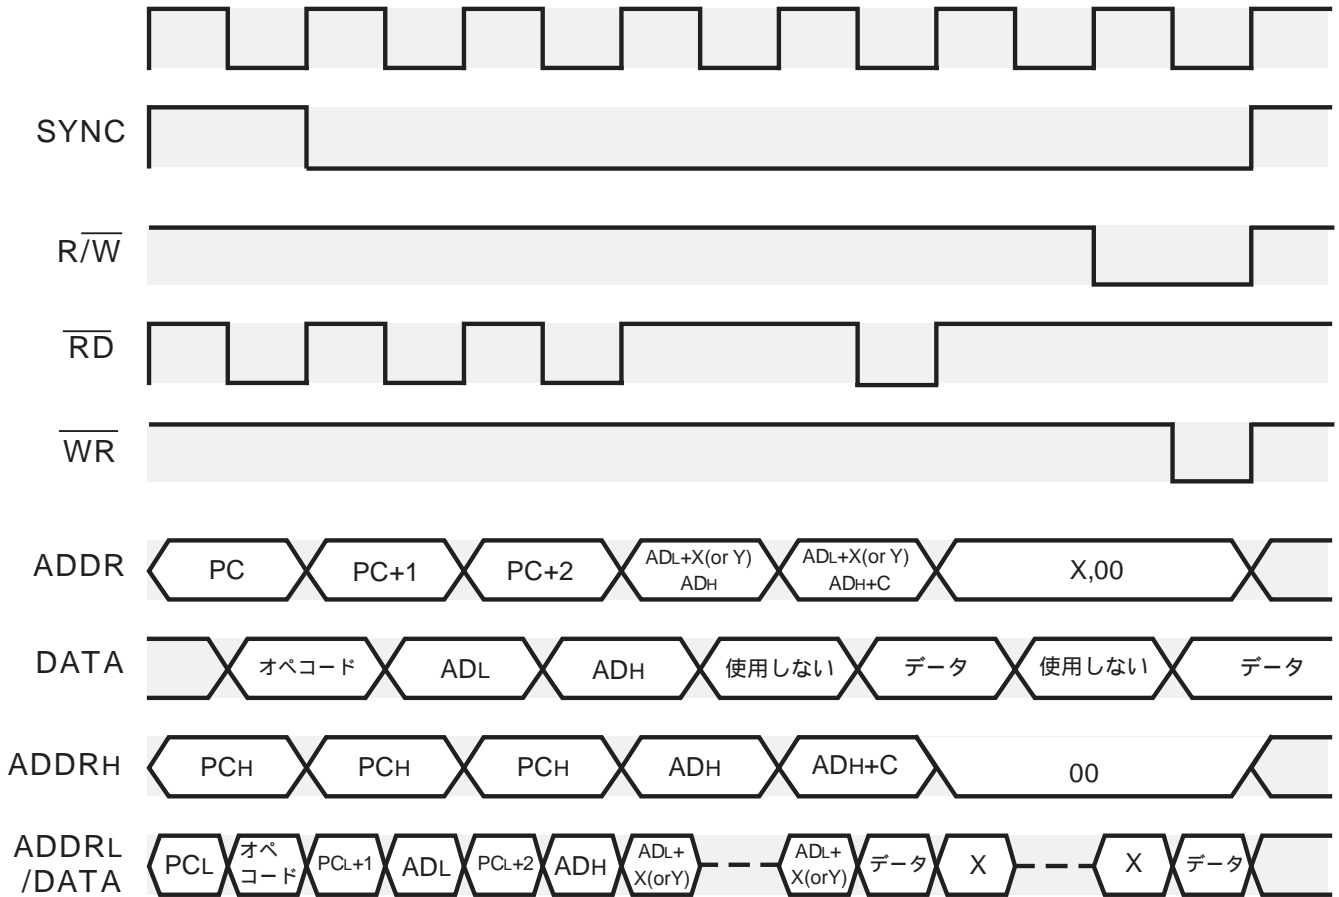 SYNC
R/W
RD
WR
ADDR
PC
PC+1
PC+2
ADL+X(or Y)
ADH
ADL+X(or Y)
ADH+C
X,00
DATA
オペコード
ADL
ADH
使用しない
データ
使用しない
データ
ADDRH
PCH
PCH
PCH
ADH
ADH+C
00
ADDRL
/DATA
PCL
オペ
コード
PCL+1
ADL
PCL+2
ADH
ADL+
X(orY)
ADL+
X(orY)
データ
X
X
データ